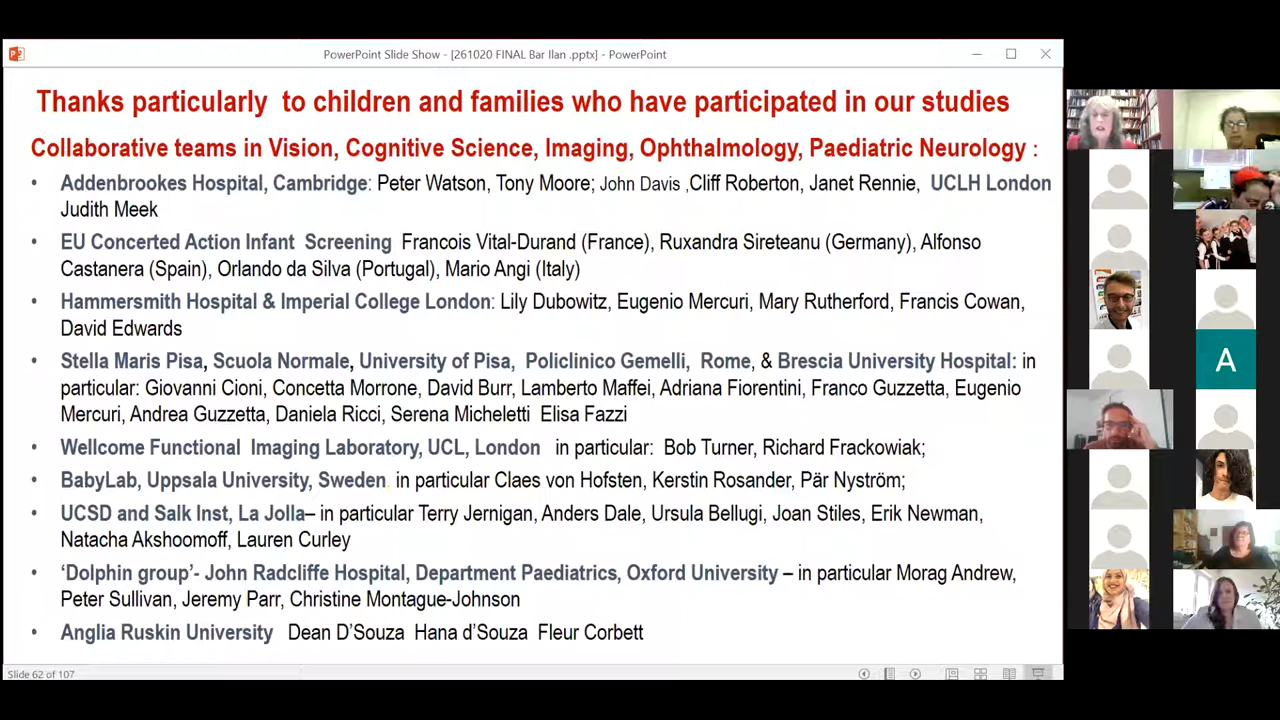 PowerPoint Slide Show - [261020 FINAL Bar Ilan .pptx] - PowerPoint
Thanks particularly to children and families who have participated in our studies
Collaborative teams in Vision, Cognitive Science, Imaging, Ophthalmology, Paediatric Neurology :
• Addenbrookes Hospital, Cambridge: Peter Watson, Tony Moore; John Davis ,Cliff Roberton, Janet Rennie, UCLH London
Judith Meek
• EU Concerted Action Infant Screening Francois Vital-Durand (France), Ruxandra Sireteanu (Germany), Alfonso
Castanera (Spain), Orlando da Silva (Portugal), Mario Angi (Italy)
• Hammersmith Hospital & Imperial College London: Lily Dubowitz, Eugenio Mercuri, Mary Rutherford, Francis Cowan,
David Edwards
• Stella Maris Pisa, Scuola Normale, University of Pisa, Policlinico Gemelli, Rome, & Brescia University Hospital: in
particular: Giovanni Cioni, Concetta Morrone, David Burr, Lamberto Maffei, Adriana Fiorentini, Franco Guzzetta, Eugenio
Mercuri, Andrea Guzzetta, Daniela Ricci, Serena Micheletti Elisa Fazzi
• Wellcome Functional Imaging Laboratory, UCL, London in particular: Bob Turner, Richard Frackowiak;
• BabyLab, Uppsala University, Sweden in particular Claes von Hofsten, Kerstin Rosander, Pär Nyström;
• UCSD and Salk Inst, La Jolla– in particular Terry Jernigan, Anders Dale, Ursula Bellugi, Joan Stiles, Erik Newman,
Natacha Akshoomoff, Lauren Curley
• ‘Dolphin group’- John Radcliffe Hospital, Department Paediatrics, Oxford University – in particular Morag Andrew,
Peter Sullivan, Jeremy Parr, Christine Montague-Johnson
• Anglia Ruskin University Dean D’Souza Hana d’Souza Fleur Corbett
Slide 62 of 107
A